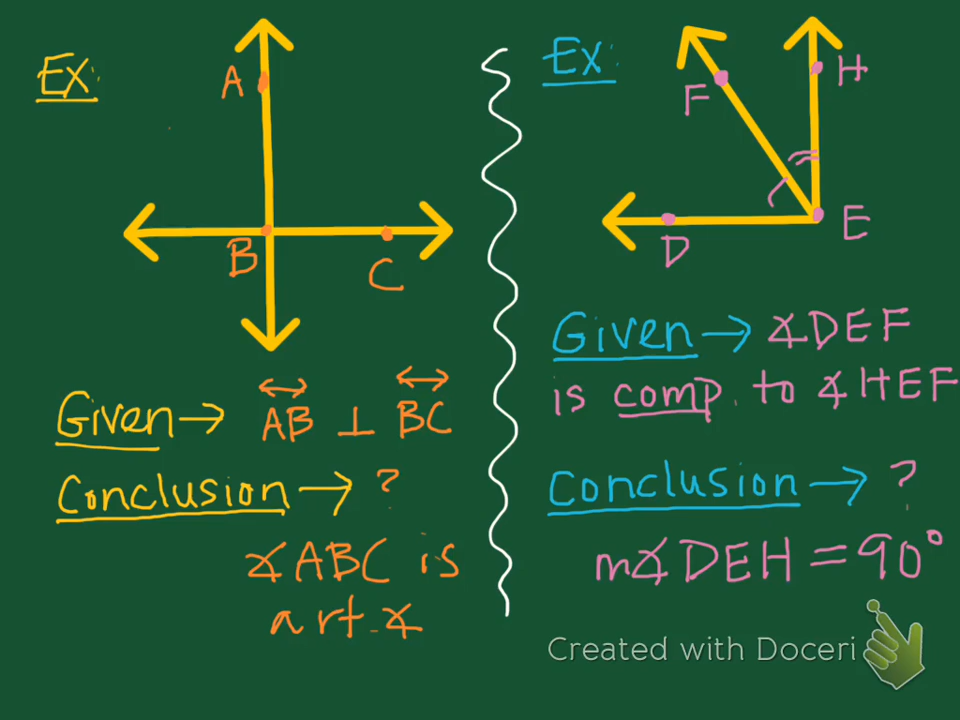 Ex:
A
B
C
Given → AB ⊥ BC
Conclusion → ?
∡ABC is
a rt. ∡
Ex:
F
H
D
E
Given → ∡DEF
is comp. to ∡HEF
Conclusion → ?
m∡DEH = 90°
Created with Doceri